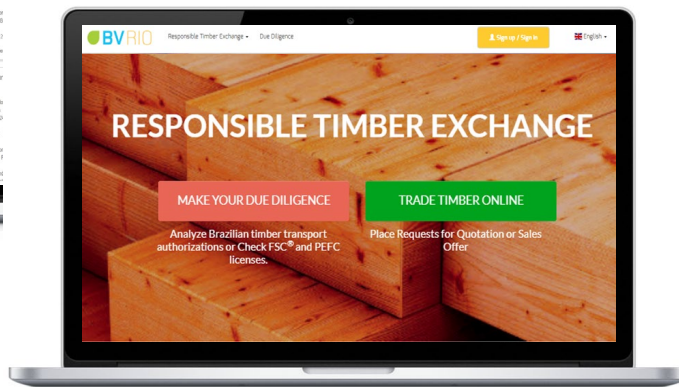 BVRIO
Responsible Timber Exchange
Due Diligence
Sign up / Sign in
English
RESPONSIBLE TIMBER EXCHANGE
MAKE YOUR DUE DILIGENCE
TRADE TIMBER ONLINE
Analyze Brazilian timber transport
authorizations or Check FSC® and PEFC
licenses.
Place Requests for Quotation or Sales
Offer